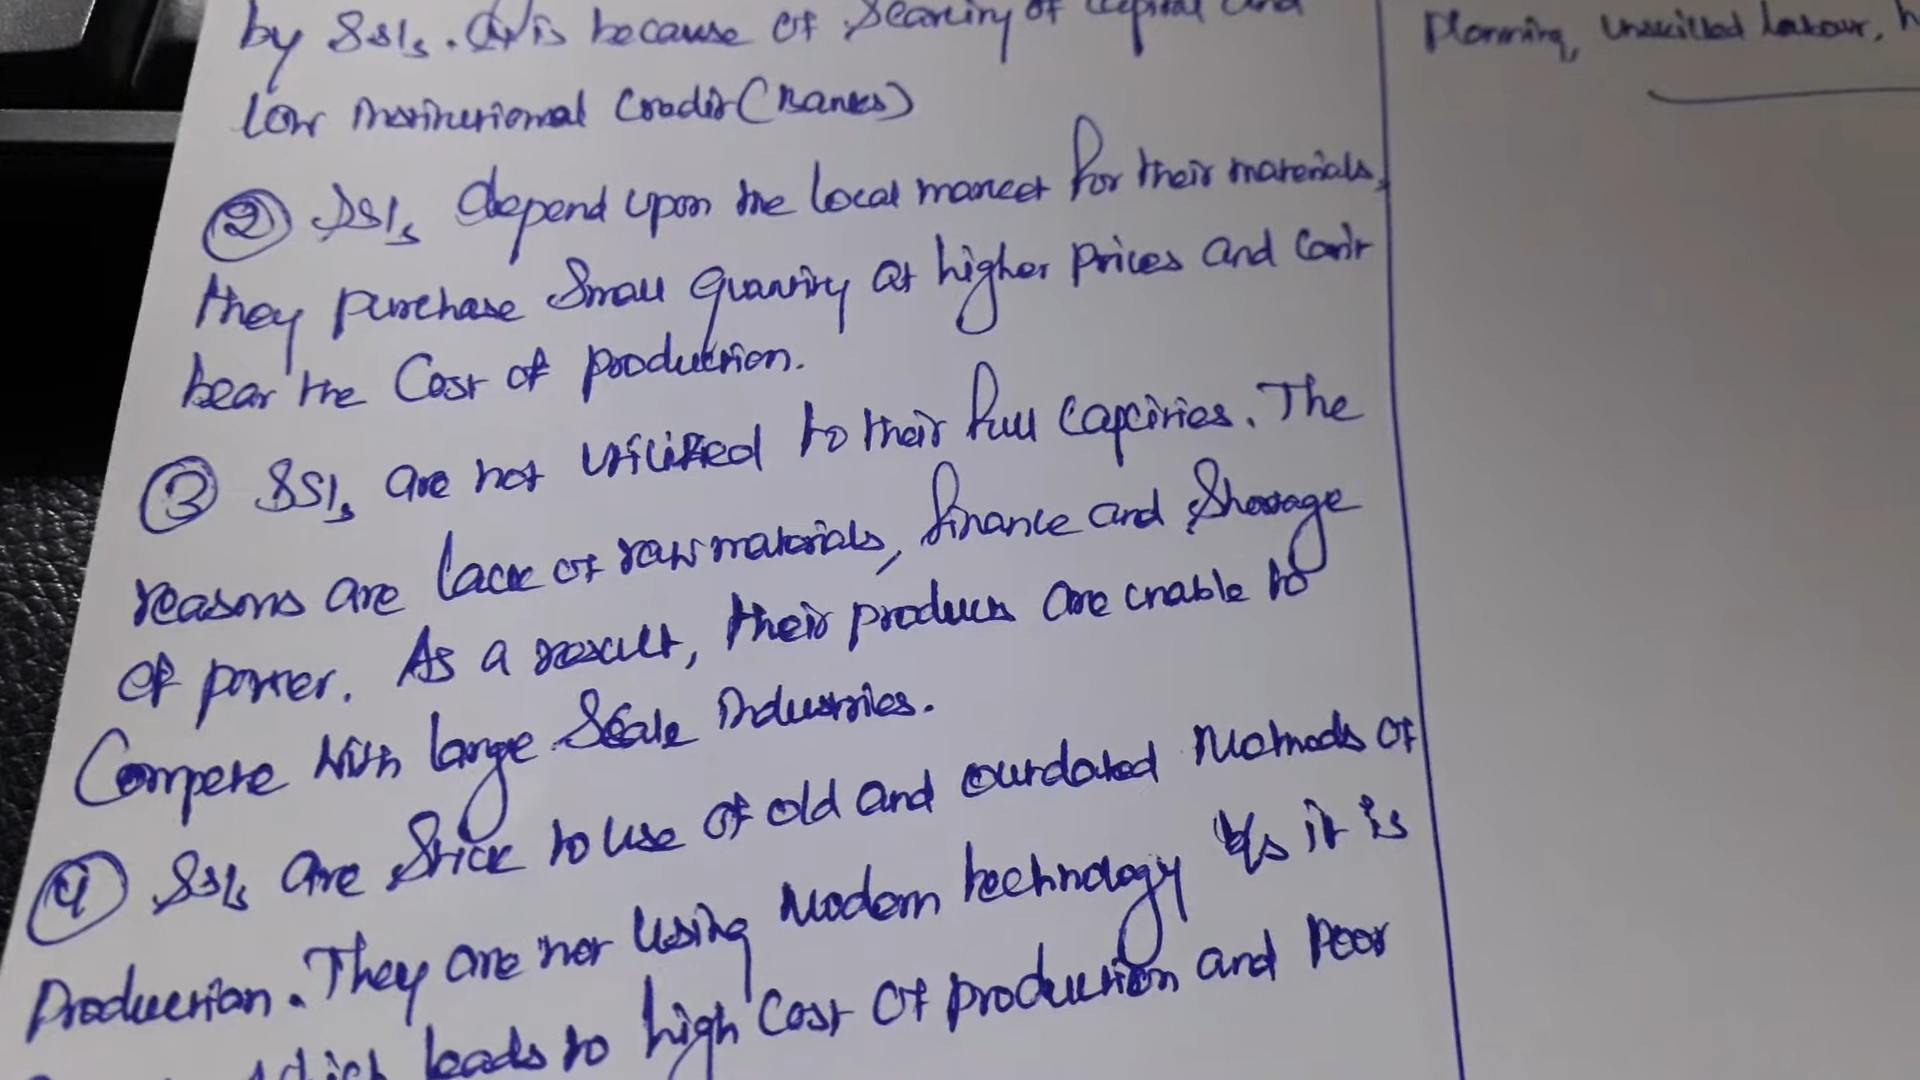 by SSIs. It is because of Scarcity of Capital and
low institutional Credit (Banks)
② SSIs depend upon the local market for their materials,
they purchase Small quantity at higher prices and can't
bear the Cost of production.
③ SSIs are not utilized to their full capcities. The
reasons are lack of raw materials, finance and Shortage
of power. As a result, their products are unable to
Compete with large Scale industries.
④ SSIs are Stick to use of old and outdated Methods of
Production. They are not Using Modern technology b/s it is
which leads to high Cost of production and Poor
Planning, unskilled labour,